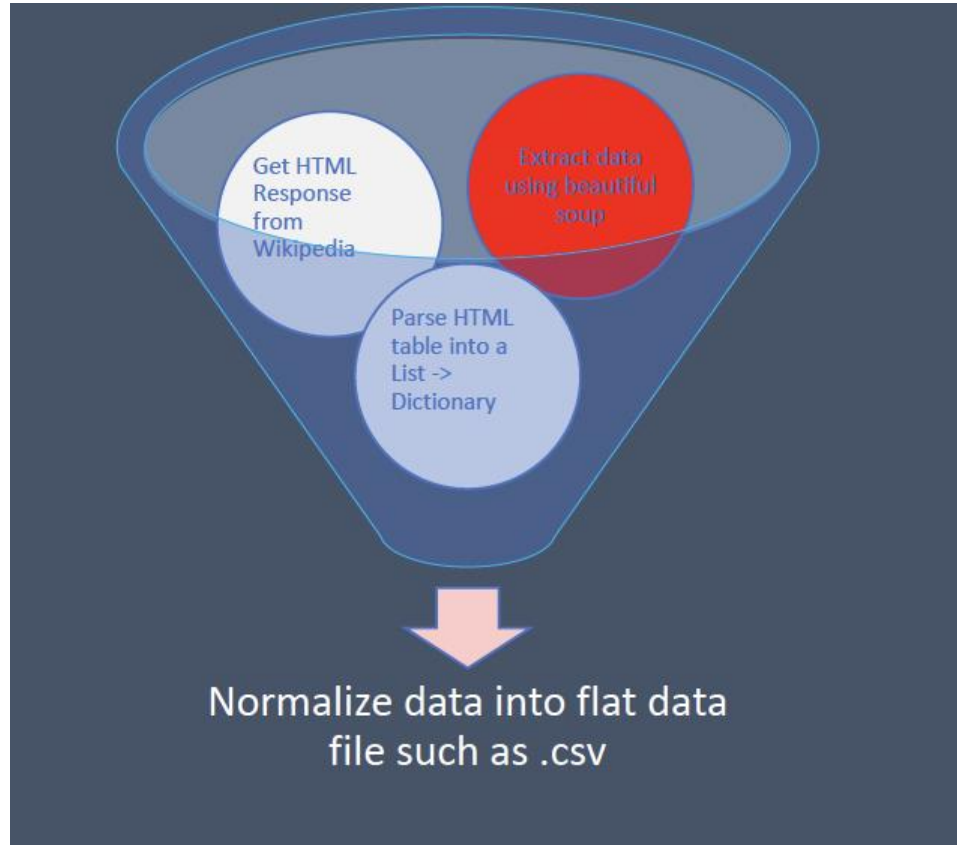 Get HTML
Response
from
Wikipedia
Extract data
using beautiful
soup
Parse HTML
table into a
List ->
Dictionary
Normalize data into flat data
file such as .csv